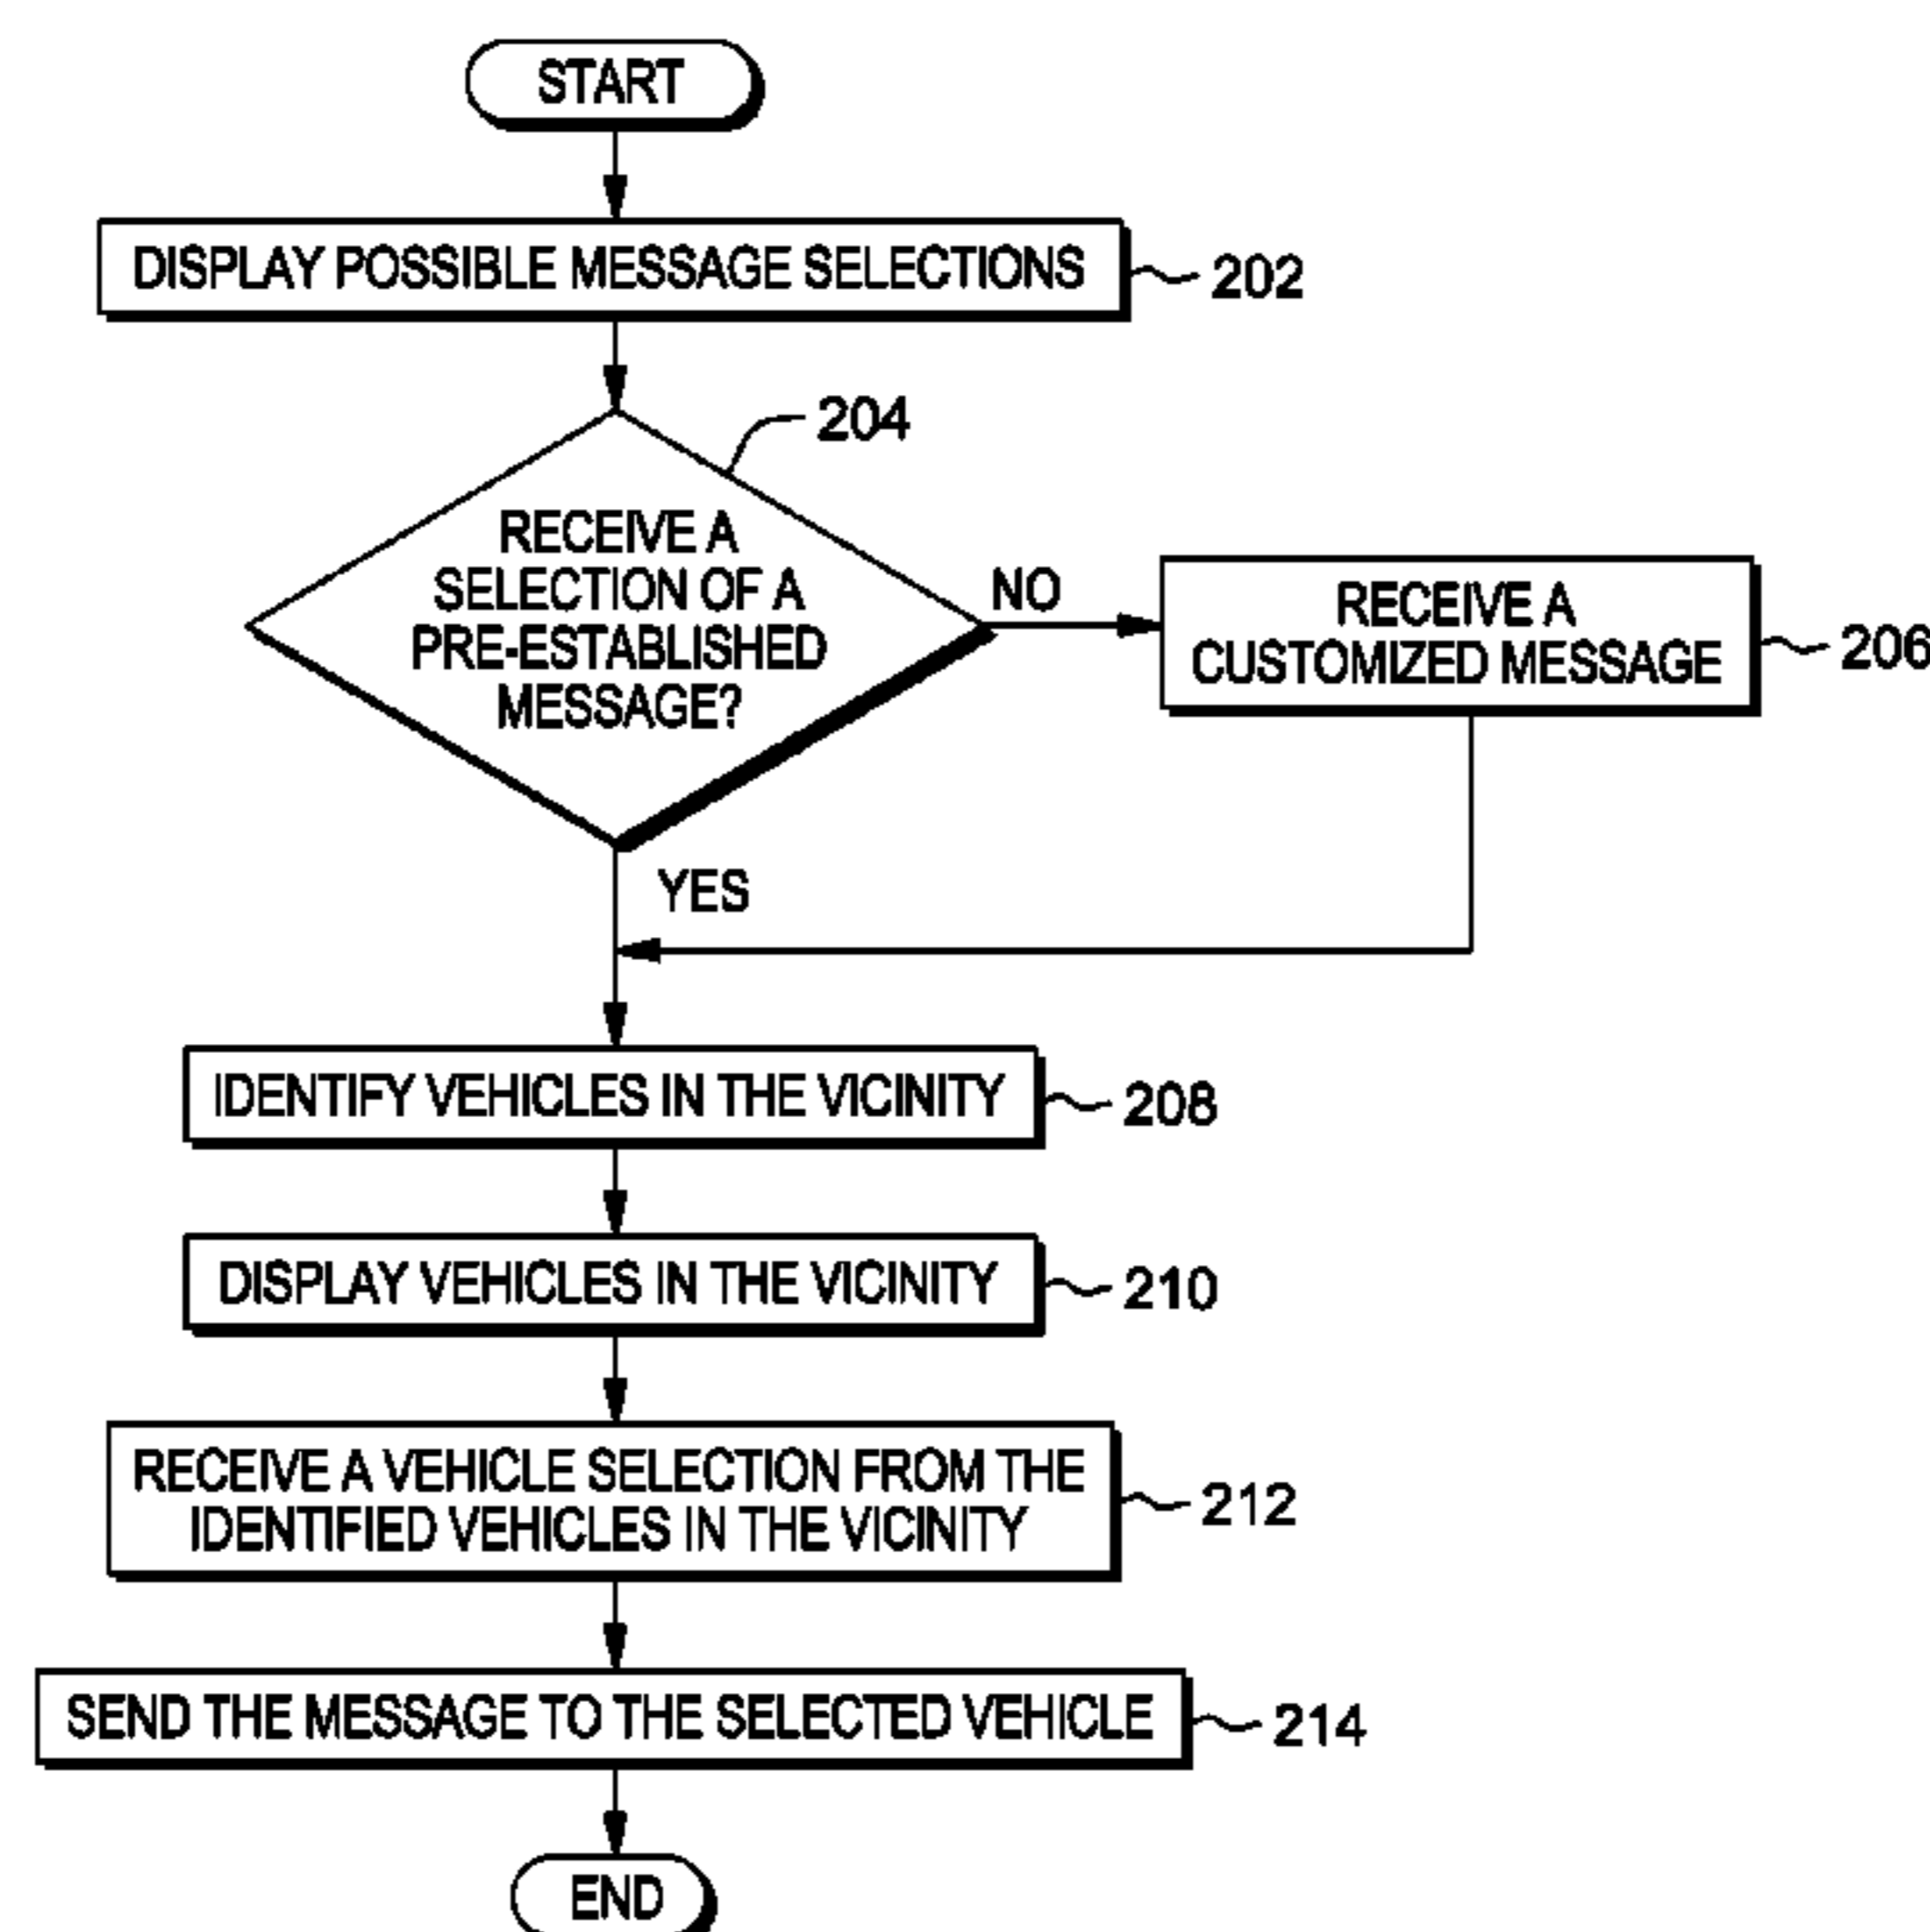 START
DISPLAY POSSIBLE MESSAGE SELECTIONS
202
204
RECEIVE A
SELECTION OF A
PRE-ESTABLISHED
MESSAGE?
NO
RECEIVE A
CUSTOMIZED MESSAGE
206
YES
IDENTIFY VEHICLES IN THE VICINITY
208
DISPLAY VEHICLES IN THE VICINITY
210
RECEIVE A VEHICLE SELECTION FROM THE
IDENTIFIED VEHICLES IN THE VICINITY
212
SEND THE MESSAGE TO THE SELECTED VEHICLE
214
END